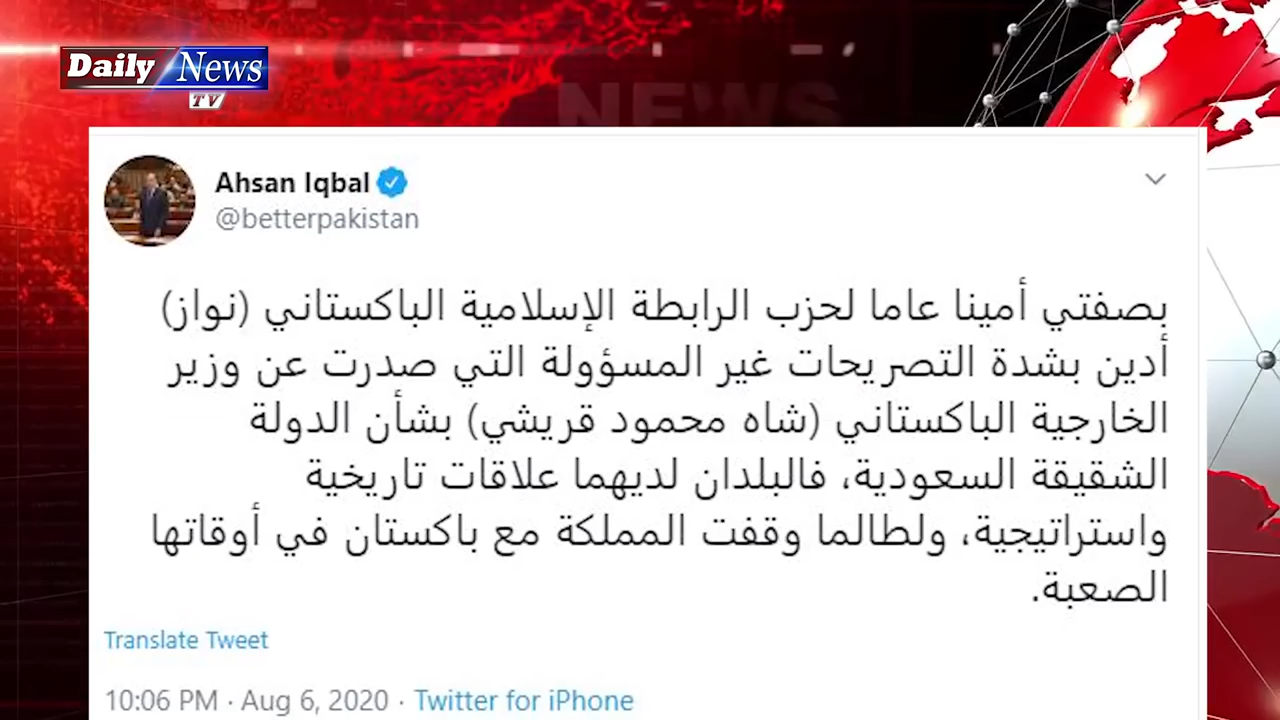 Daily News
TV
NEWS
Ahsan Iqbal
@betterpakistan
بصفتي أمينا عاما لحزب الرابطة الإسلامية الباكستاني (نواز)
أدين بشدة التصريحات غير المسؤولة التي صدرت عن وزير
الخارجية الباكستاني (شاه محمود قريشي) بشأن الدولة
الشقيقة السعودية، فالبلدان لديهما علاقات تاريخية
واستراتيجية، ولطالما وقفت المملكة مع باكستان في أوقاتها
الصعبة.
Translate Tweet
10:06 PM · Aug 6, 2020 · Twitter for iPhone